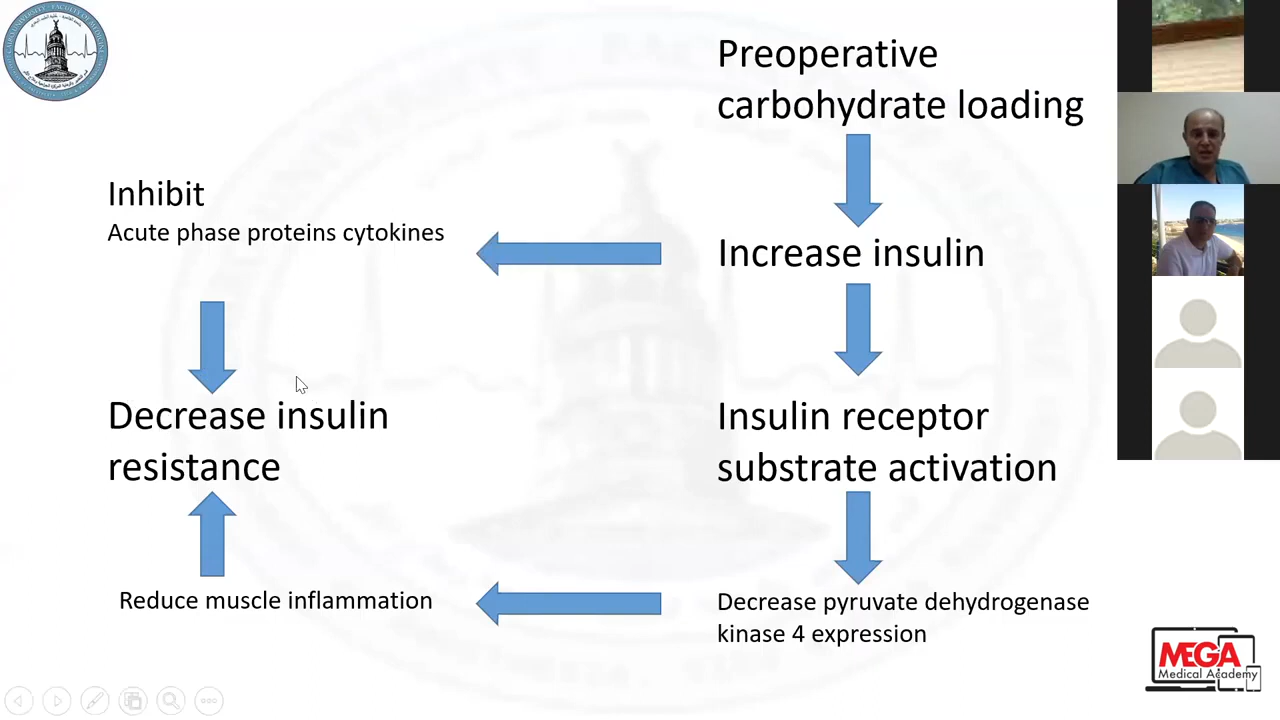 Preoperative
carbohydrate loading
Inhibit
Acute phase proteins cytokines
Increase insulin
Decrease insulin
resistance
Insulin receptor
substrate activation
Reduce muscle inflammation
Decrease pyruvate dehydrogenase
kinase 4 expression
MEGA
Medical Academy